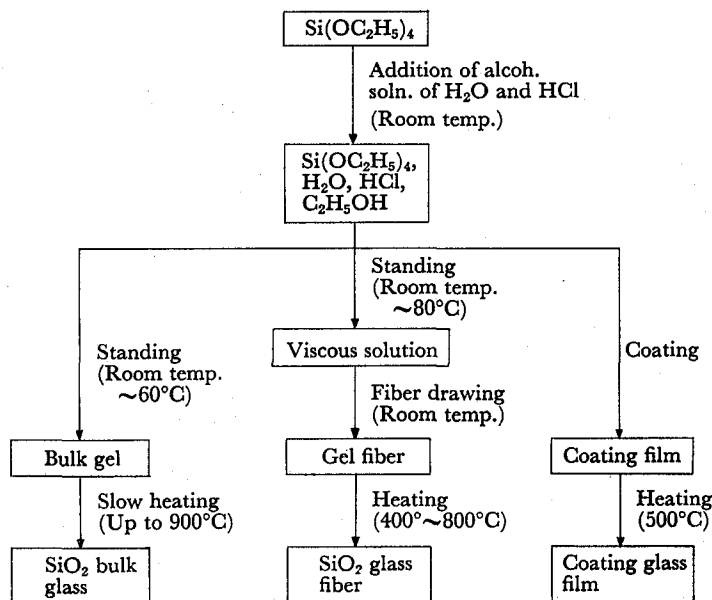 Si(OC₂H₅)₄
Addition of alcoh.
soln. of H₂O and HCl
(Room temp.)
Si(OC₂H₅)₄,
H₂O, HCl,
C₂H₅OH
Standing
(Room temp.
～80°C)
Viscous solution
Standing
(Room temp.
～60°C)
Fiber drawing
(Room temp.)
Coating
Bulk gel
Gel fiber
Coating film
Slow heating
(Up to 900°C)
Heating
(400°～800°C)
Heating
(500°C)
SiO₂ bulk
glass
SiO₂ glass
fiber
Coating glass
film